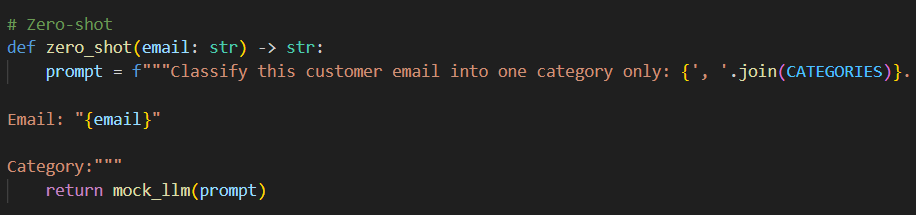 # Zero-shot
def zero_shot(email: str) -> str:
    prompt = f"""Classify this customer email into one category only: {', '.join(CATEGORIES)}.
Email: "{email}"
Category:"""
    return mock_llm(prompt)